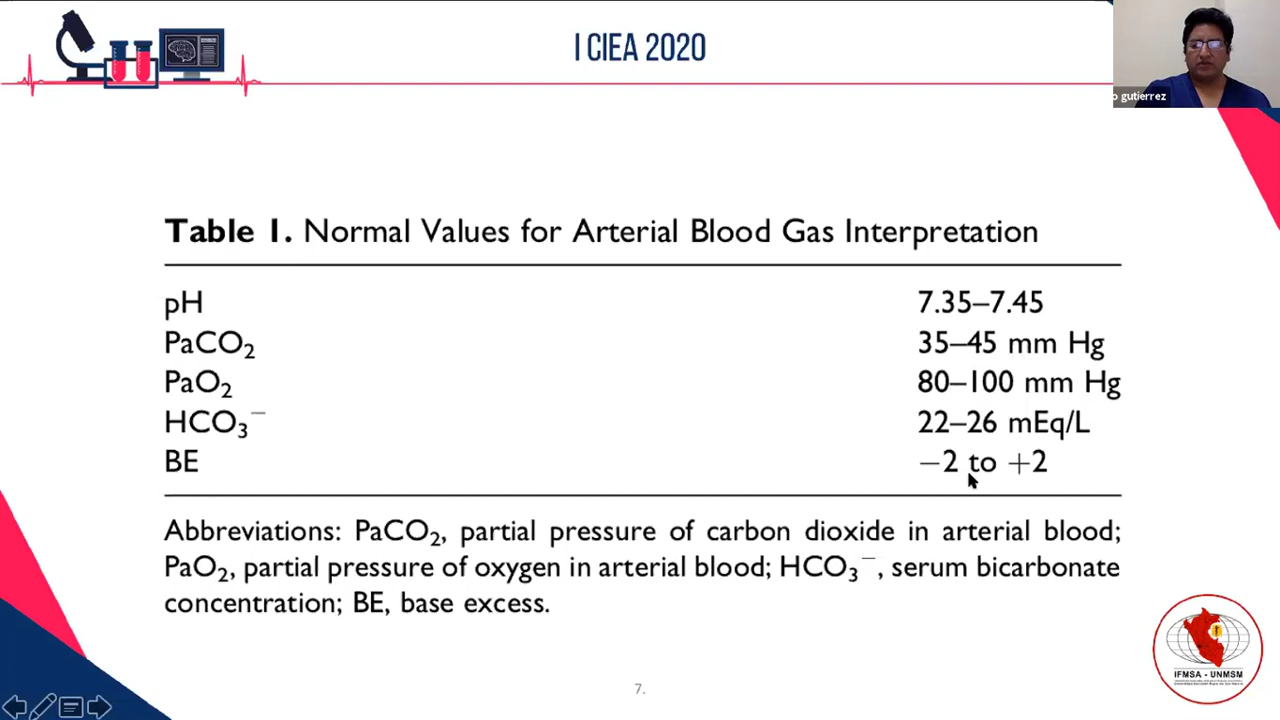 I CIEA 2020
o gutierrez
Table 1. Normal Values for Arterial Blood Gas Interpretation
pH 7.35–7.45
PaCO₂ 35–45 mm Hg
PaO₂ 80–100 mm Hg
HCO₃⁻ 22–26 mEq/L
BE −2 to +2
Abbreviations: PaCO₂, partial pressure of carbon dioxide in arterial blood;
PaO₂, partial pressure of oxygen in arterial blood; HCO₃⁻, serum bicarbonate
concentration; BE, base excess.
7.
IFMSA - UNMSM